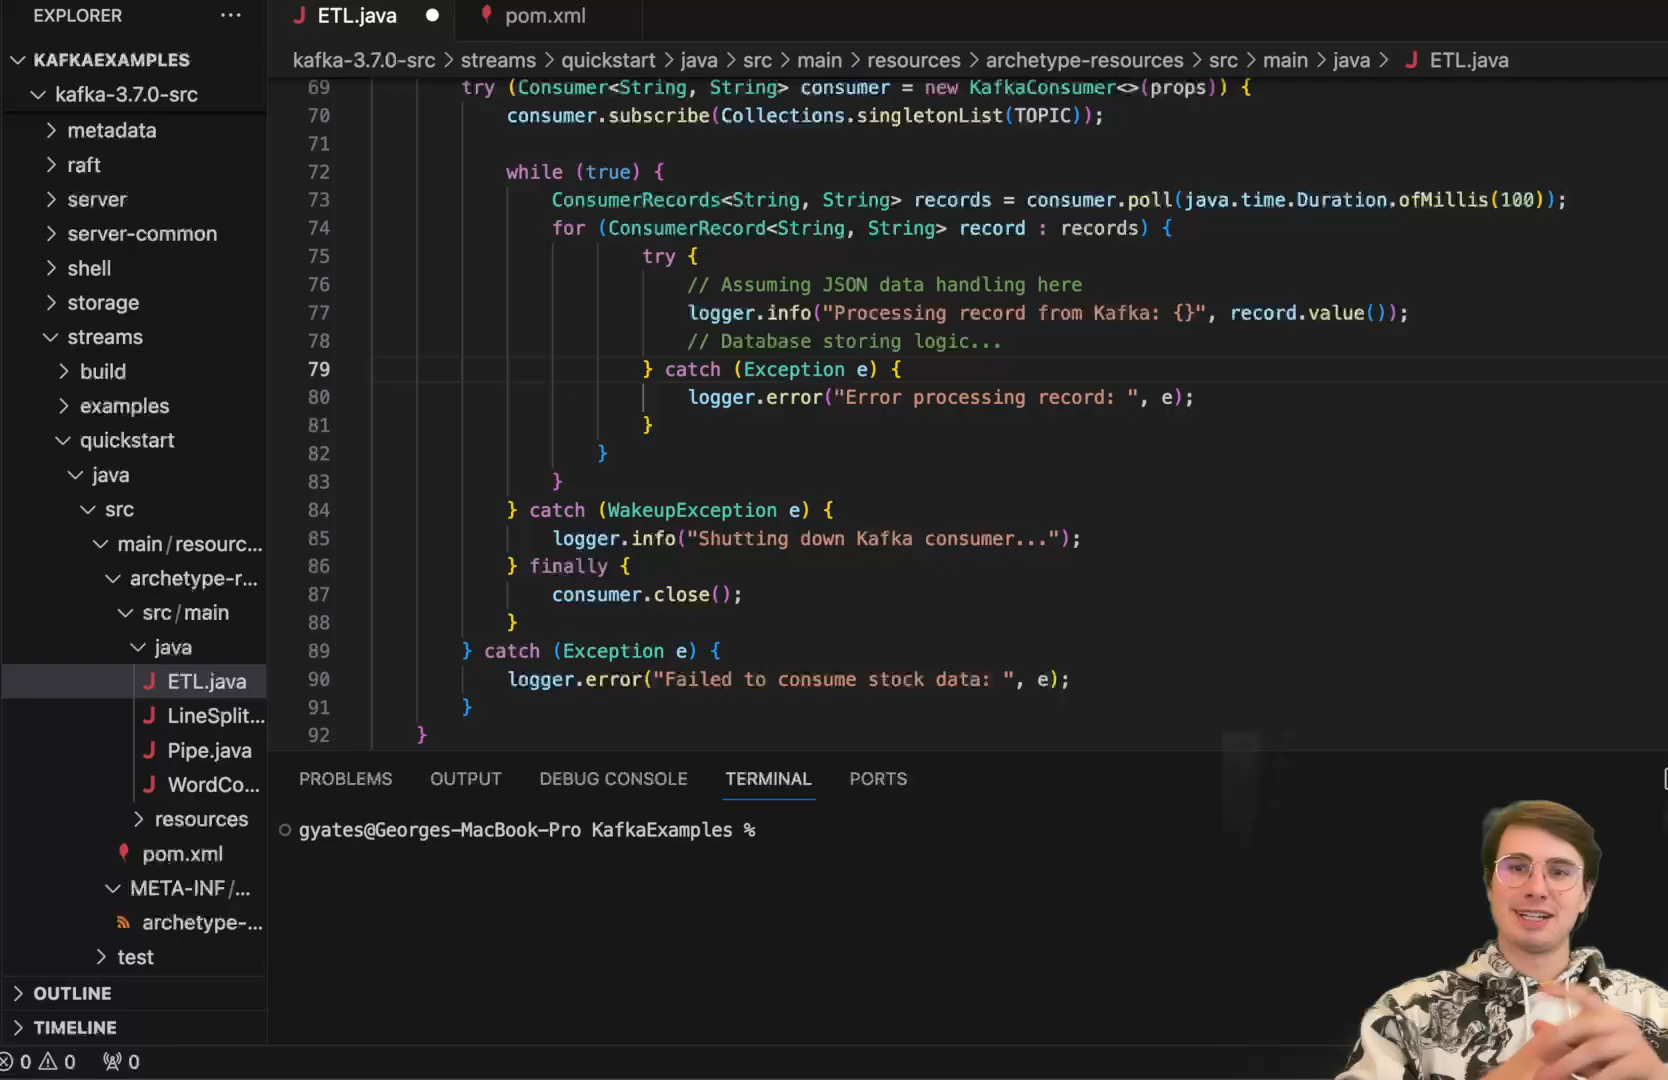 EXPLORER ...
KAFKAEXAMPLES
kafka-3.7.0-src
metadata
raft
server
server-common
shell
storage
streams
build
examples
quickstart
java
src
main/resourc...
archetype-r...
src/main
java
ETL.java
LineSplit...
Pipe.java
WordCo...
resources
pom.xml
META-INF/...
archetype-...
test
OUTLINE
TIMELINE
0 0 0
ETL.java pom.xml
kafka-3.7.0-src > streams > quickstart > java > src > main > resources > archetype-resources > src > main > java > ETL.java
69 try (Consumer<String, String> consumer = new KafkaConsumer<>(props)) {
70 consumer.subscribe(Collections.singletonList(TOPIC));
71
72 while (true) {
73 ConsumerRecords<String, String> records = consumer.poll(java.time.Duration.ofMillis(100));
74 for (ConsumerRecord<String, String> record : records) {
75 try {
76 // Assuming JSON data handling here
77 logger.info("Processing record from Kafka: {}", record.value());
78 // Database storing logic...
79 } catch (Exception e) {
80 logger.error("Error processing record: ", e);
81 }
82 }
83 }
84 } catch (WakeupException e) {
85 logger.info("Shutting down Kafka consumer...");
86 } finally {
87 consumer.close();
88 }
89 } catch (Exception e) {
90 logger.error("Failed to consume stock data: ", e);
91 }
92 }
PROBLEMS OUTPUT DEBUG CONSOLE TERMINAL PORTS
gyates@Georges-MacBook-Pro KafkaExamples %